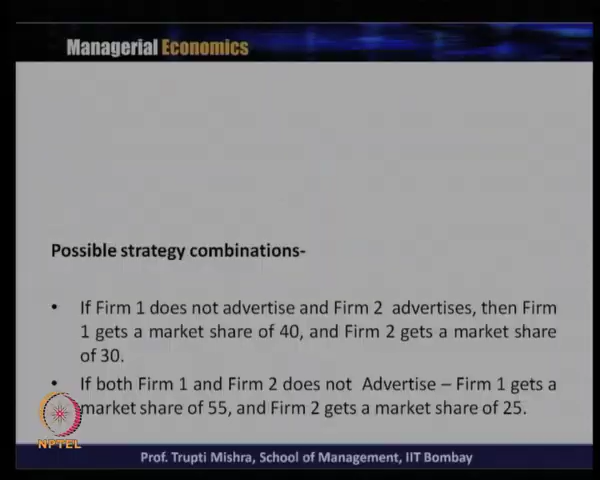 Managerial Economics
Possible strategy combinations-
• If Firm 1 does not advertise and Firm 2 advertises, then Firm
1 gets a market share of 40, and Firm 2 gets a market share
of 30.
• If both Firm 1 and Firm 2 does not Advertise – Firm 1 gets a
market share of 55, and Firm 2 gets a market share of 25.
NPTEL
Prof. Trupti Mishra, School of Management, IIT Bombay